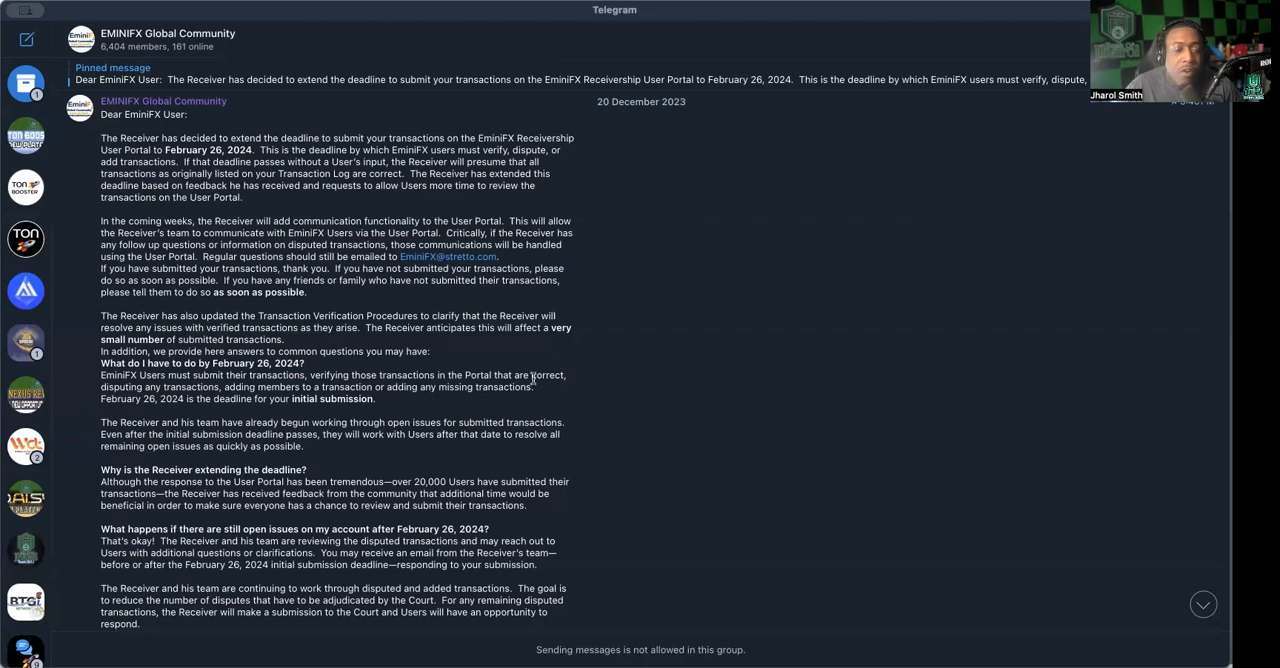 Telegram
EMINIFX Global Community
6,404 members, 161 online
Pinned message
Dear EminiFX User: The Receiver has decided to extend the deadline to submit your transactions on the EminiFX Receivership User Portal to February 26, 2024. This is the deadline by which EminiFX users must verify, dispute,
Jharol Smith
EMINIFX Global Community
20 December 2023
Dear EminiFX User:
The Receiver has decided to extend the deadline to submit your transactions on the EminiFX Receivership
User Portal to February 26, 2024. This is the deadline by which EminiFX users must verify, dispute, or
add transactions. If that deadline passes without a User's input, the Receiver will presume that all
transactions as originally listed on your Transaction Log are correct. The Receiver has extended this
deadline based on feedback he has received and requests to allow Users more time to review the
transactions on the User Portal.
In the coming weeks, the Receiver will add communication functionality to the User Portal. This will allow
the Receiver's team to communicate with EminiFX Users via the User Portal. Critically, if the Receiver has
any follow up questions or information on disputed transactions, those communications will be handled
using the User Portal. Regular questions should still be emailed to EminiFX@stretto.com.
If you have submitted your transactions, thank you. If you have not submitted your transactions, please
do so as soon as possible. If you have any friends or family who have not submitted their transactions,
please tell them to do so as soon as possible.
The Receiver has also updated the Transaction Verification Procedures to clarify that the Receiver will
resolve any issues with verified transactions as they arise. The Receiver anticipates this will affect a very
small number of submitted transactions.
In addition, we provide here answers to common questions you may have:
What do I have to do by February 26, 2024?
EminiFX Users must submit their transactions, verifying those transactions in the Portal that are correct,
disputing any transactions, adding members to a transaction or adding any missing transactions.
February 26, 2024 is the deadline for your initial submission.
The Receiver and his team have already begun working through open issues for submitted transactions.
Even after the initial submission deadline passes, they will work with Users after that date to resolve all
remaining open issues as quickly as possible.
Why is the Receiver extending the deadline?
Although the response to the User Portal has been tremendous—over 20,000 Users have submitted their
transactions—the Receiver has received feedback from the community that additional time would be
beneficial in order to make sure everyone has a chance to review and submit their transactions.
What happens if there are still open issues on my account after February 26, 2024?
That's okay! The Receiver and his team are reviewing the disputed transactions and may reach out to
Users with additional questions or clarifications. You may receive an email from the Receiver's team—
before or after the February 26, 2024 initial submission deadline—responding to your submission.
The Receiver and his team are continuing to work through disputed and added transactions. The goal is
to reduce the number of disputes that have to be adjudicated by the Court. For any remaining disputed
transactions, the Receiver will make a submission to the Court and Users will have an opportunity to
respond.
Sending messages is not allowed in this group.
1
TON BOOS
TON
BOOSTER
TON
1
NEXUS RE
2
BTGI
9